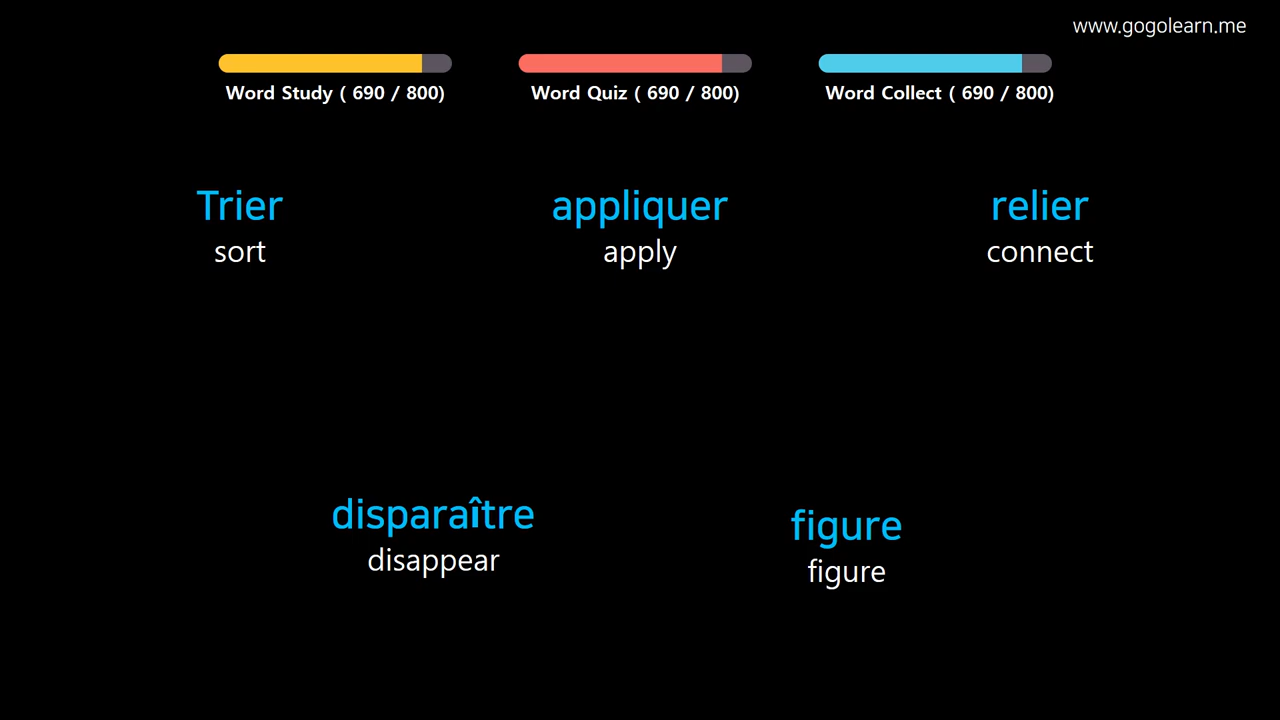 www.gogolearn.me
Word Study ( 690 / 800)
Word Quiz ( 690 / 800)
Word Collect ( 690 / 800)
Trier
sort
appliquer
apply
relier
connect
disparaître
disappear
figure
figure